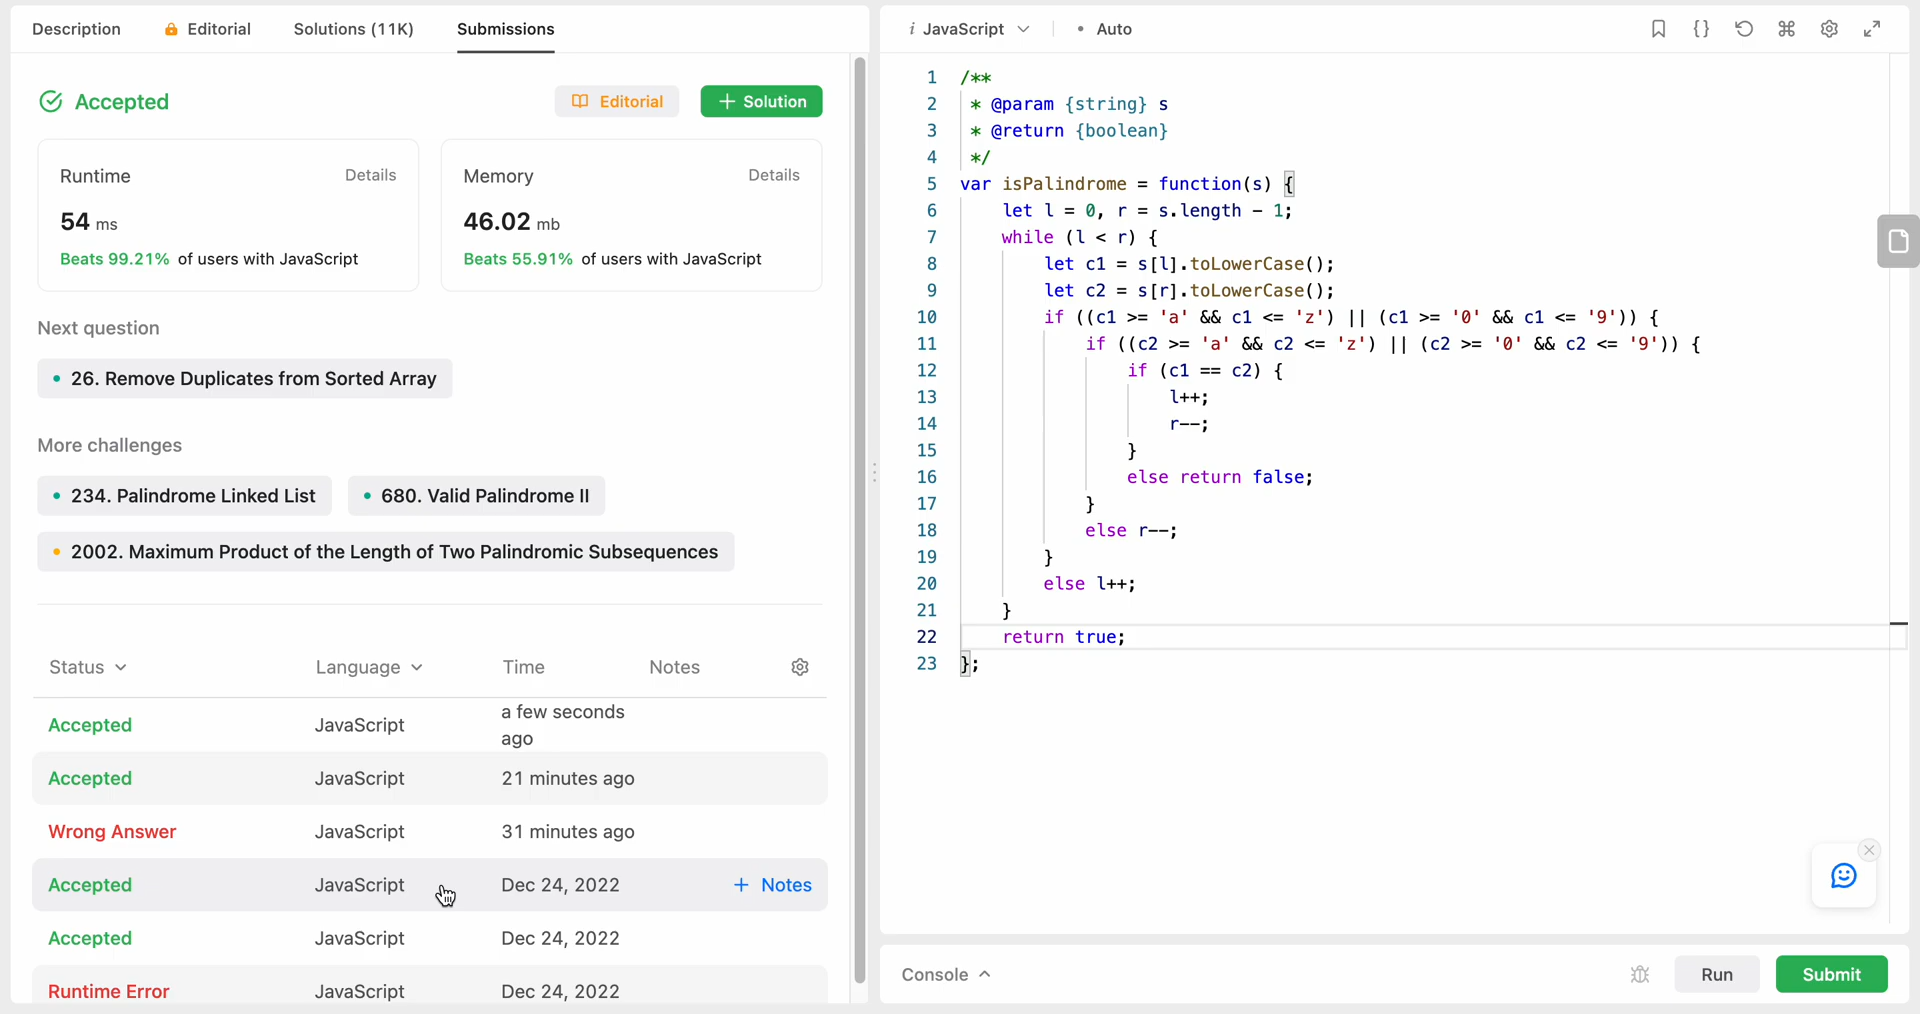 Description Editorial Solutions (11K) Submissions
Accepted Editorial + Solution
Runtime Details
54 ms
Beats 99.21% of users with JavaScript
Memory Details
46.02 mb
Beats 55.91% of users with JavaScript
Next question
• 26. Remove Duplicates from Sorted Array
More challenges
• 234. Palindrome Linked List
• 680. Valid Palindrome II
• 2002. Maximum Product of the Length of Two Palindromic Subsequences
Status Language Time Notes
Accepted JavaScript a few seconds
ago
Accepted JavaScript 21 minutes ago
Wrong Answer JavaScript 31 minutes ago
Accepted JavaScript Dec 24, 2022 + Notes
Accepted JavaScript Dec 24, 2022
Runtime Error JavaScript Dec 24, 2022
i JavaScript • Auto
1 /**
2  * @param {string} s
3  * @return {boolean}
4  */
5 var isPalindrome = function(s) {
6     let l = 0, r = s.length - 1;
7     while (l < r) {
8         let c1 = s[l].toLowerCase();
9         let c2 = s[r].toLowerCase();
10         if ((c1 >= 'a' && c1 <= 'z') || (c1 >= '0' && c1 <= '9')) {
11             if ((c2 >= 'a' && c2 <= 'z') || (c2 >= '0' && c2 <= '9')) {
12                 if (c1 == c2) {
13                     l++;
14                     r--;
15                 }
16                 else return false;
17             }
18             else r--;
19         }
20         else l++;
21     }
22     return true;
23 };
Console Run Submit